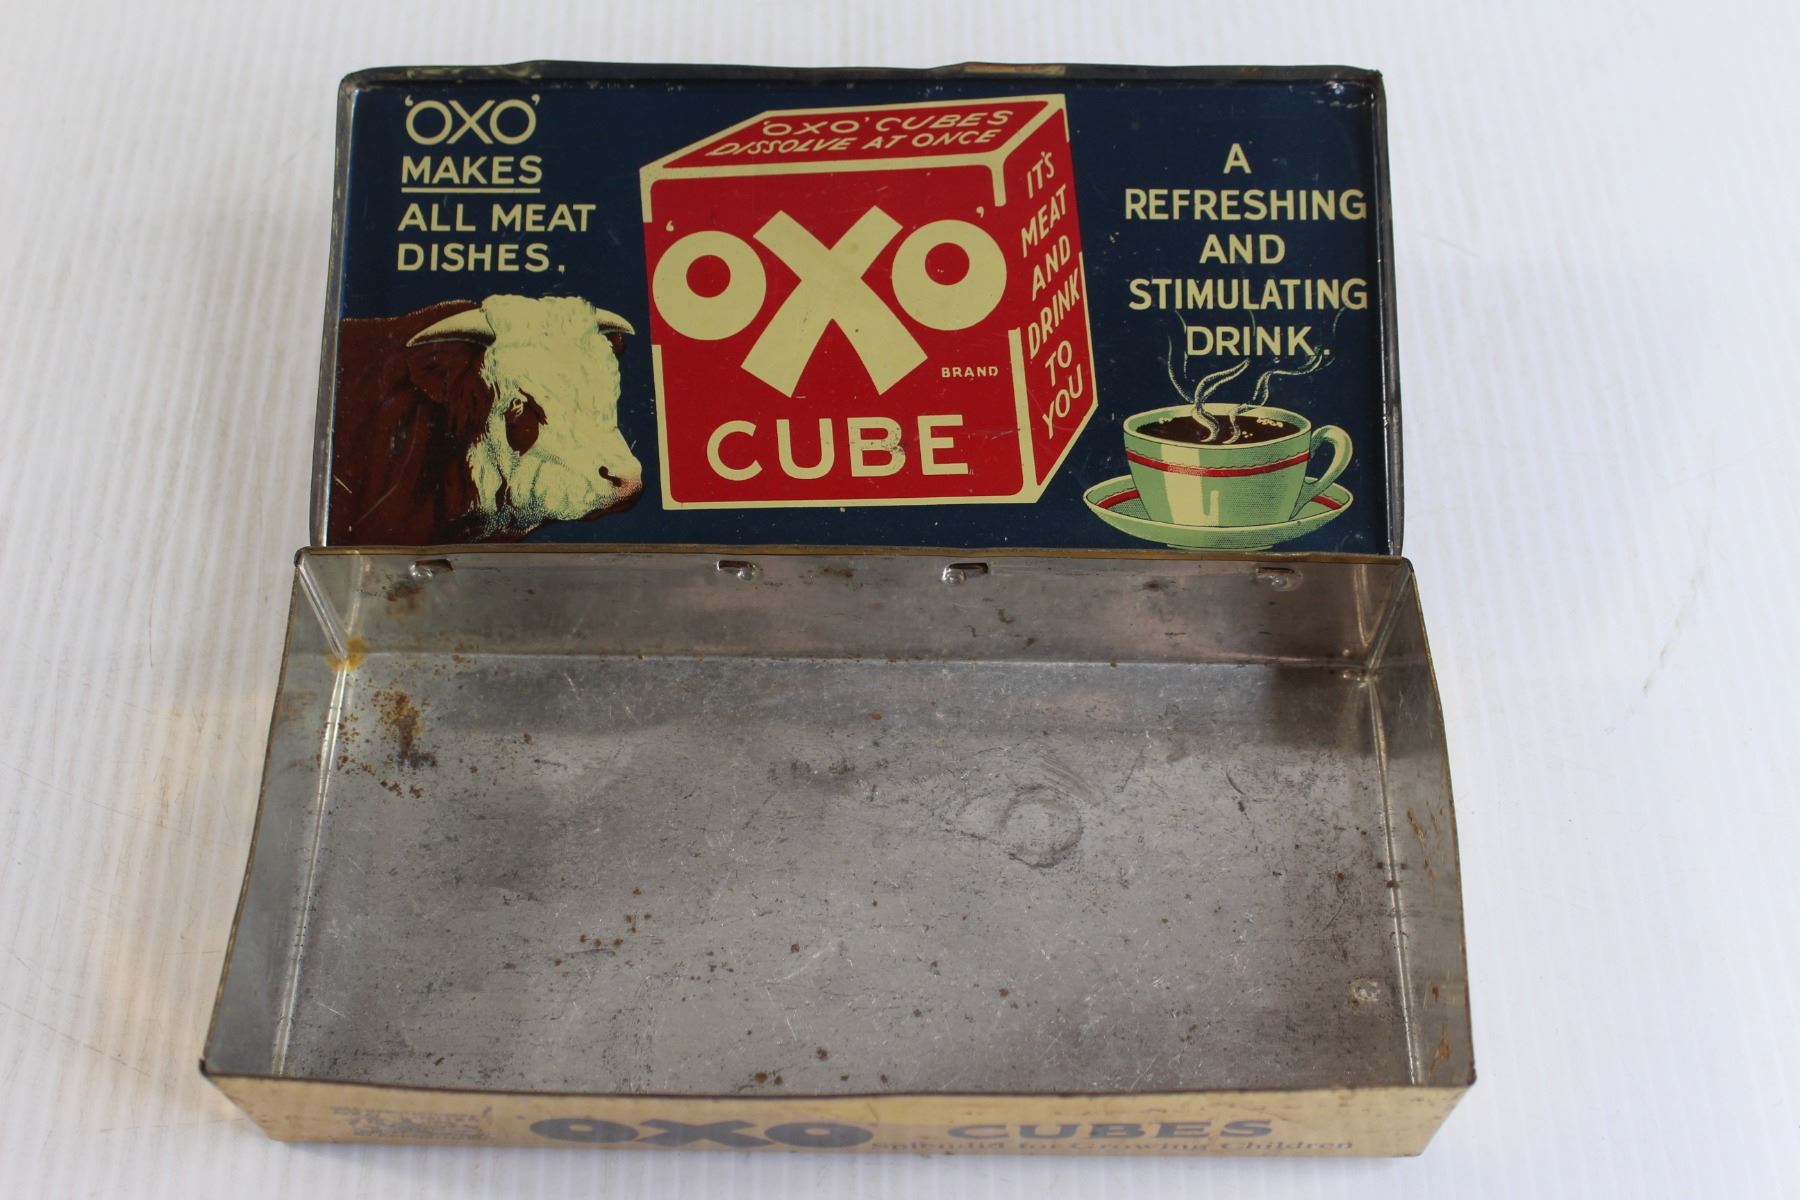 'OXO'
MAKES
ALL MEAT
DISHES.
'OXO' CUBES
DISSOLVE AT ONCE
'OXO'
BRAND
CUBE
IT'S
MEAT
AND
DRINK
TO
YOU
A
REFRESHING
AND
STIMULATING
DRINK.
OXO CUBES
Splendid for Growing Children